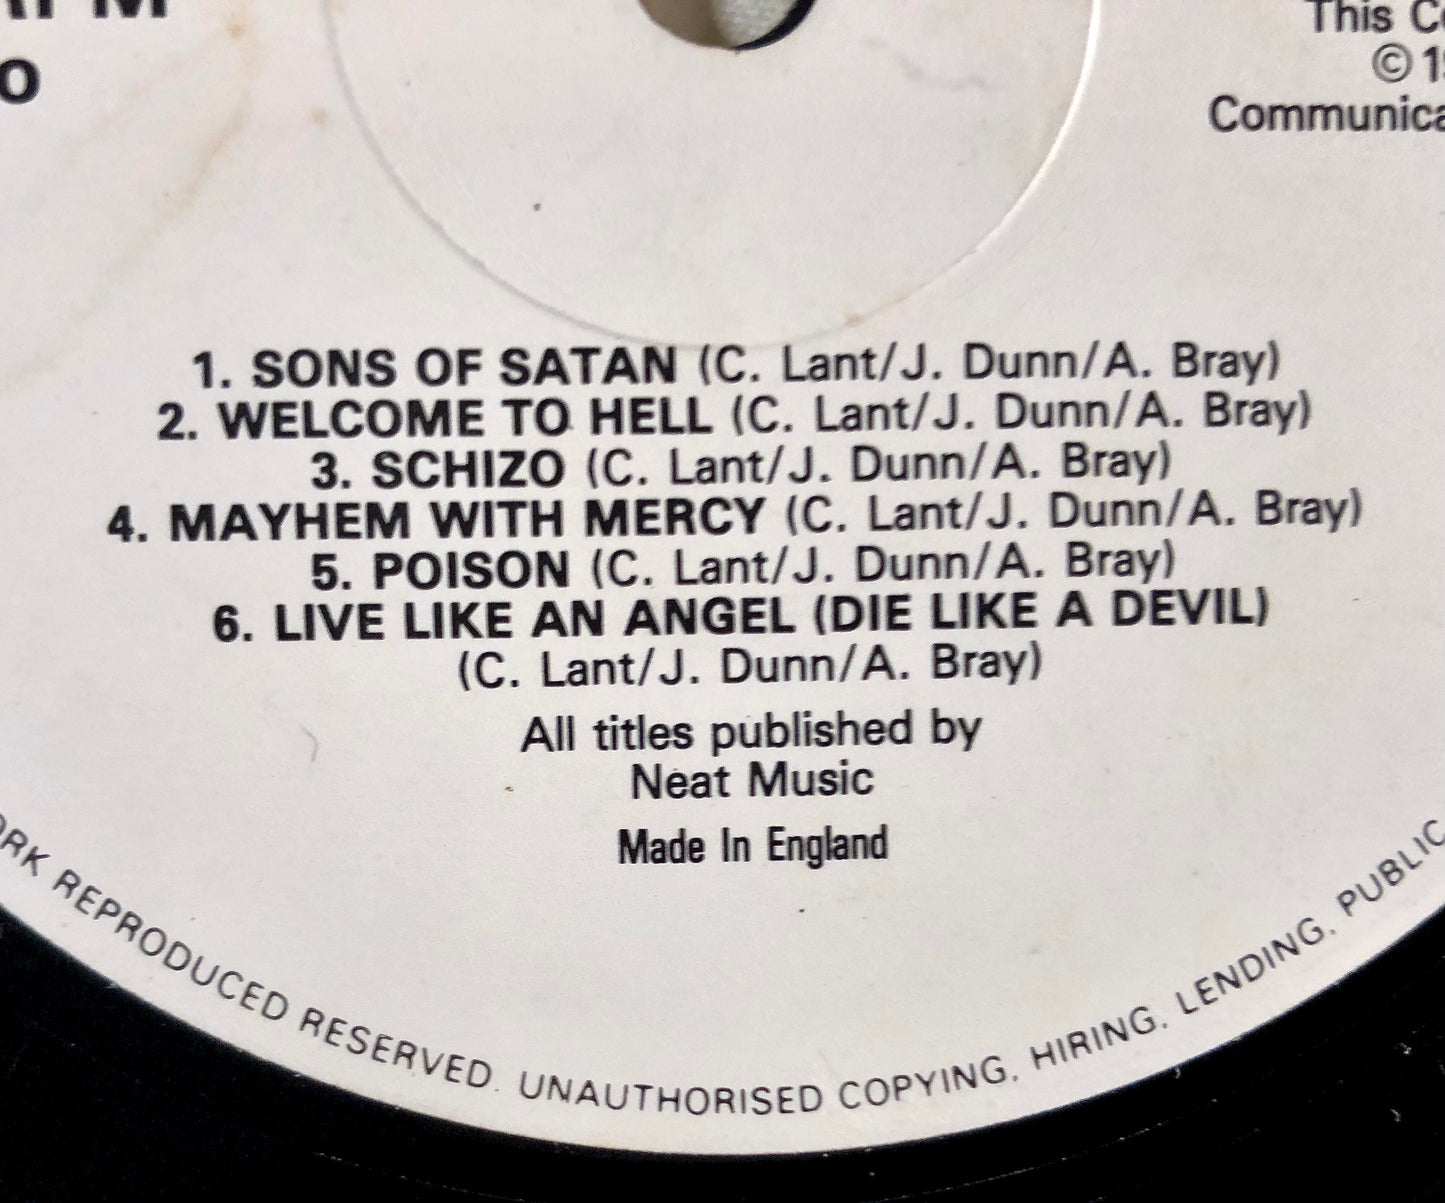 1. SONS OF SATAN (C. Lant/J. Dunn/A. Bray)
2. WELCOME TO HELL (C. Lant/J. Dunn/A. Bray)
3. SCHIZO (C. Lant/J. Dunn/A. Bray)
4. MAYHEM WITH MERCY (C. Lant/J. Dunn/A. Bray)
5. POISON (C. Lant/J. Dunn/A. Bray)
6. LIVE LIKE AN ANGEL (DIE LIKE A DEVIL)
(C. Lant/J. Dunn/A. Bray)
All titles published by
Neat Music
Made In England
This
©
REPRODUCED RESERVED. UNAUTHORISED COPYING, HIRING, LENDING, PUBLIC